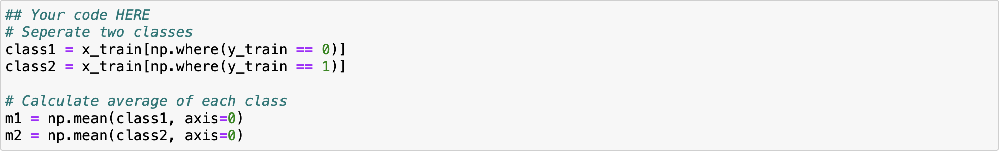 ## Your code HERE
# Seperate two classes
class1 = x_train[np.where(y_train == 0)]
class2 = x_train[np.where(y_train == 1)]
# Calculate average of each class
m1 = np.mean(class1, axis=0)
m2 = np.mean(class2, axis=0)